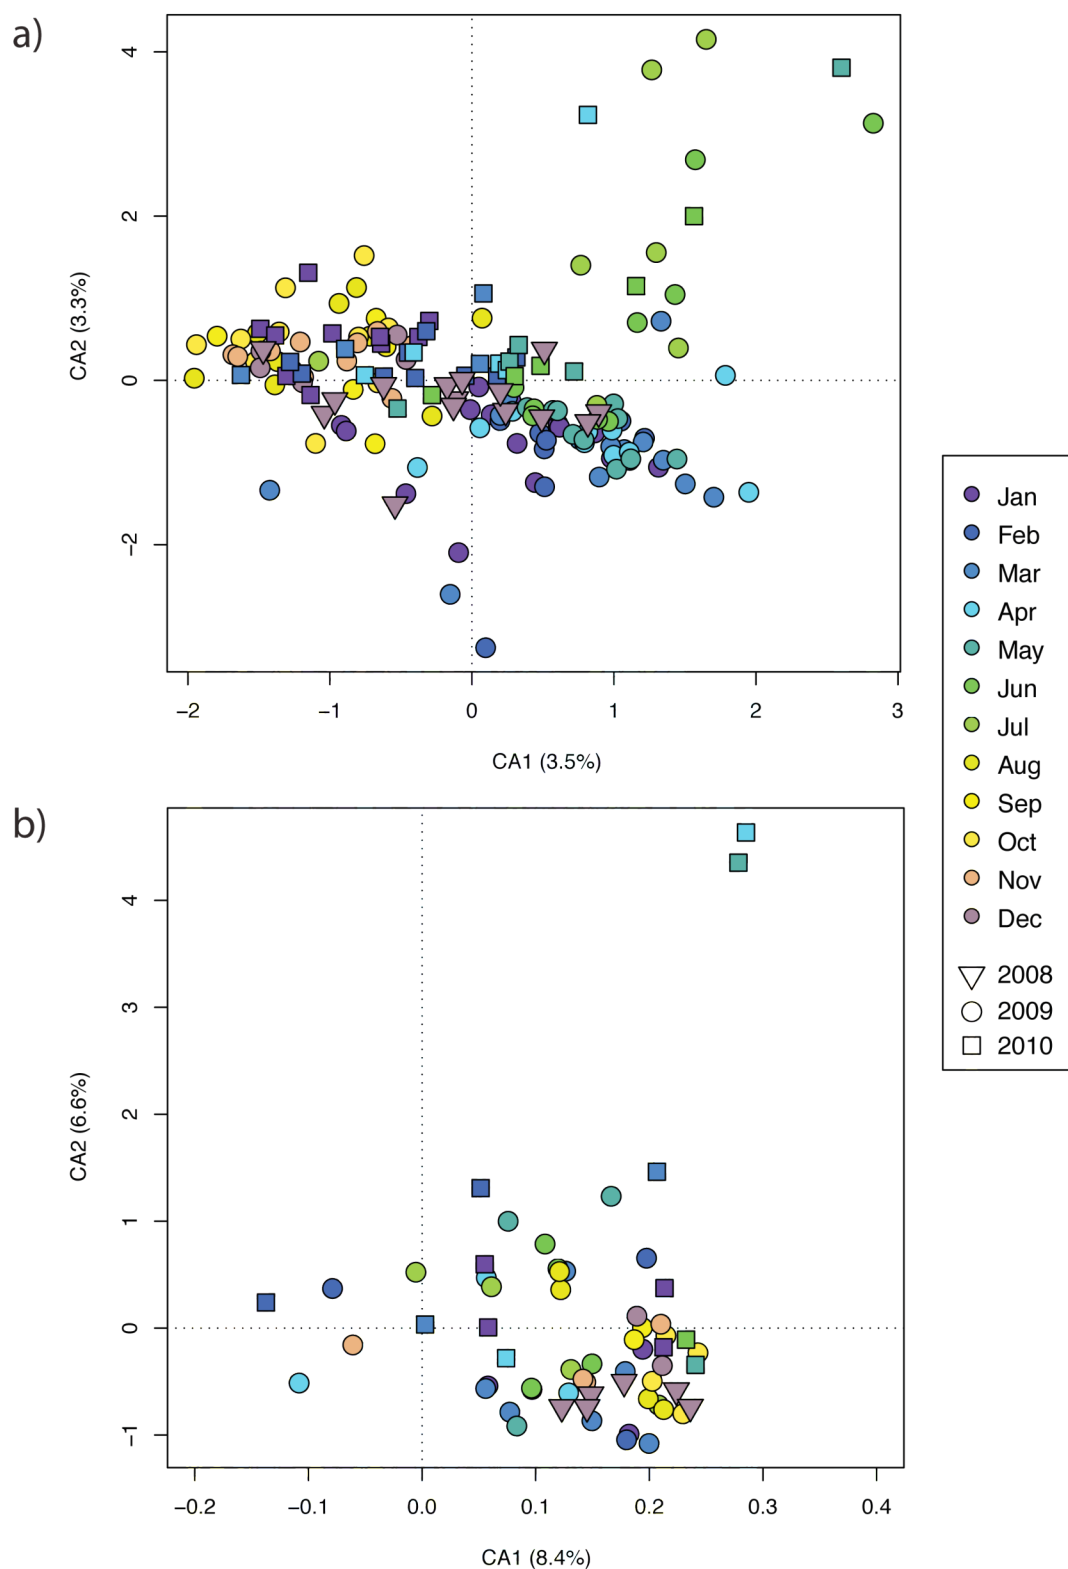 a)
4
2
0
−2
CA2 (3.3%)
−2 −1 0 1 2 3
CA1 (3.5%)
Jan
Feb
Mar
Apr
May
Jun
Jul
Aug
Sep
Oct
Nov
Dec
2008
2009
2010
b)
4
3
2
1
0
−1
CA2 (6.6%)
−0.2 −0.1 0.0 0.1 0.2 0.3 0.4
CA1 (8.4%)